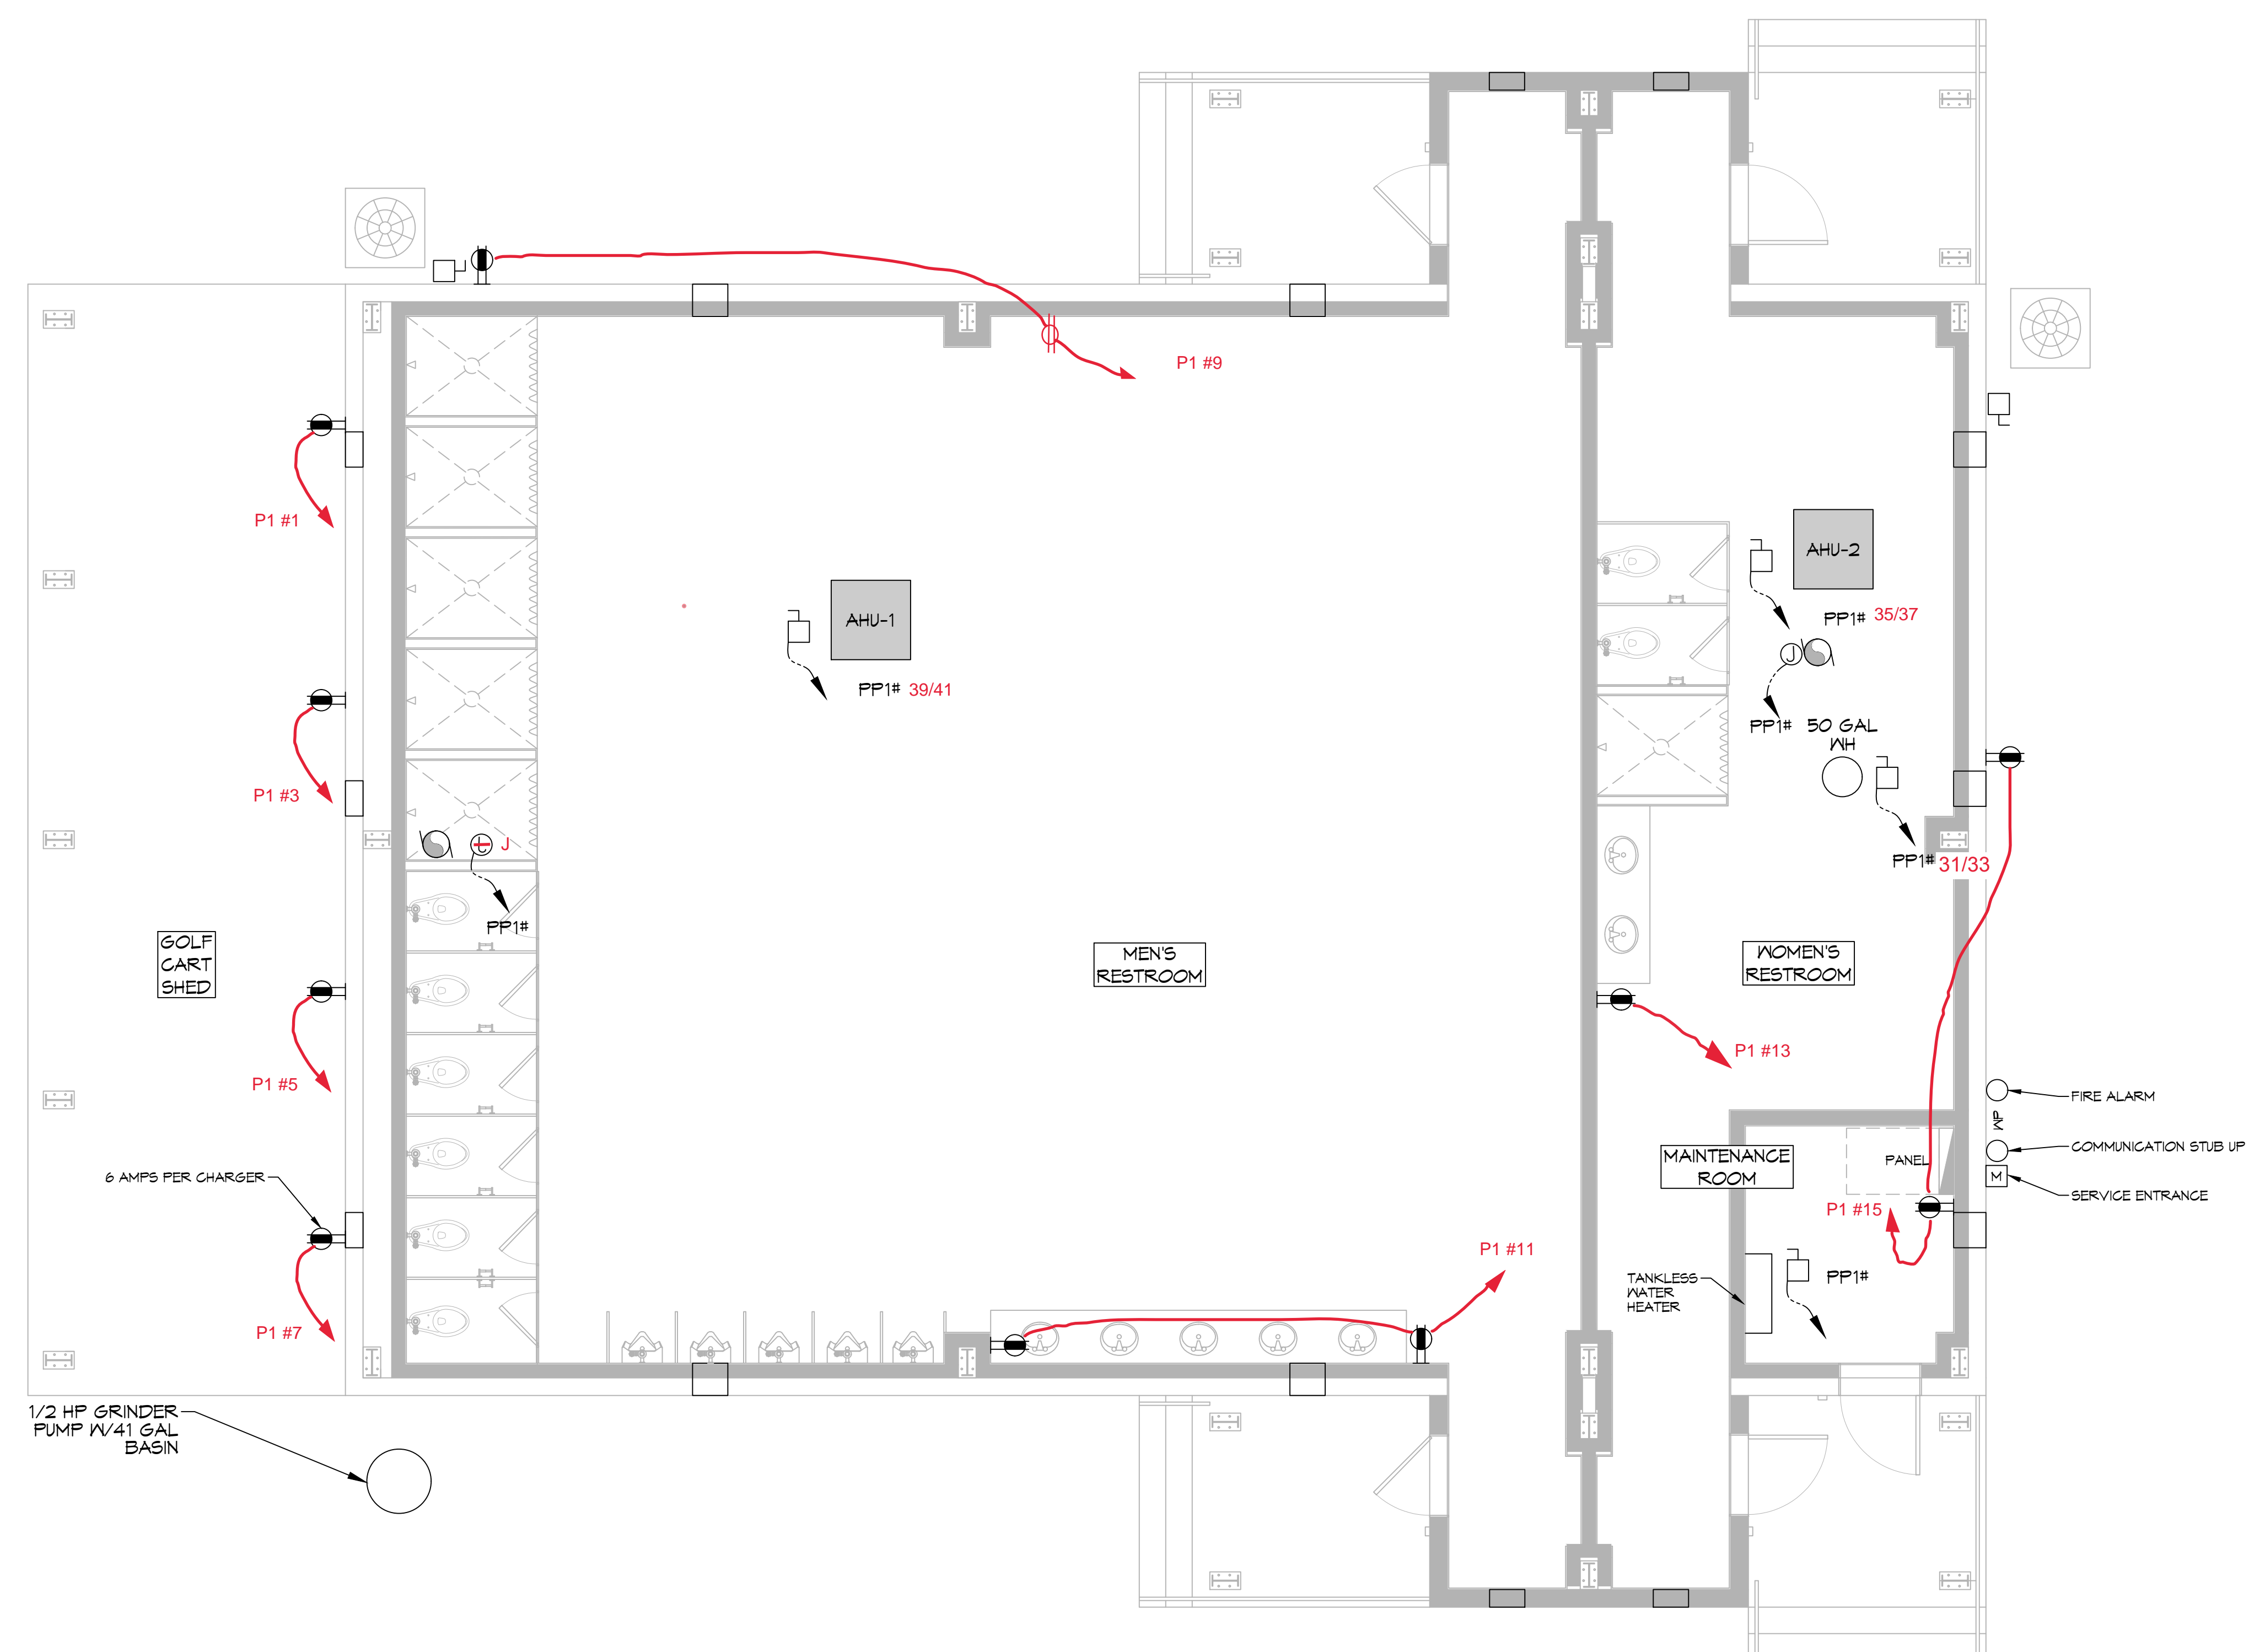 P1 #9
P1 #1
AHU-2
PP1# 35/37
AHU-1
J
PP1# 39/41
PP1#
50 GAL
WH
P1 #3
J
PP1# 31/33
PP1#
GOLF
CART
SHED
MEN'S
RESTROOM
WOMEN'S
RESTROOM
P1 #13
P1 #5
FIRE ALARM
WP
COMMUNICATION STUB UP
MAINTENANCE
ROOM
PANEL
M
6 AMPS PER CHARGER
SERVICE ENTRANCE
P1 #15
P1 #11
TANKLESS
WATER
HEATER
PP1#
P1 #7
1/2 HP GRINDER
PUMP W/41 GAL
BASIN